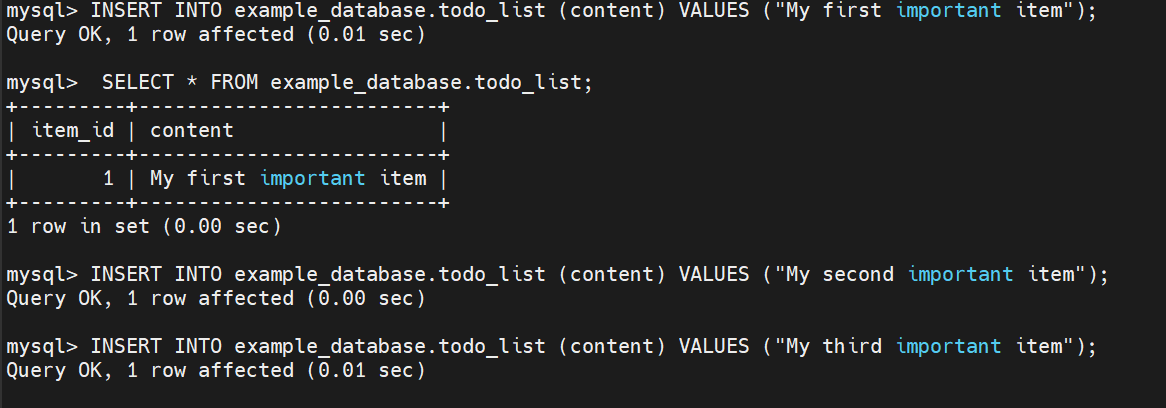 mysql> INSERT INTO example_database.todo_list (content) VALUES ("My first important item");
Query OK, 1 row affected (0.01 sec)
mysql>  SELECT * FROM example_database.todo_list;
+---------+-------------------------+
| item_id | content                 |
+---------+-------------------------+
|       1 | My first important item |
+---------+-------------------------+
1 row in set (0.00 sec)
mysql> INSERT INTO example_database.todo_list (content) VALUES ("My second important item");
Query OK, 1 row affected (0.00 sec)
mysql> INSERT INTO example_database.todo_list (content) VALUES ("My third important item");
Query OK, 1 row affected (0.01 sec)